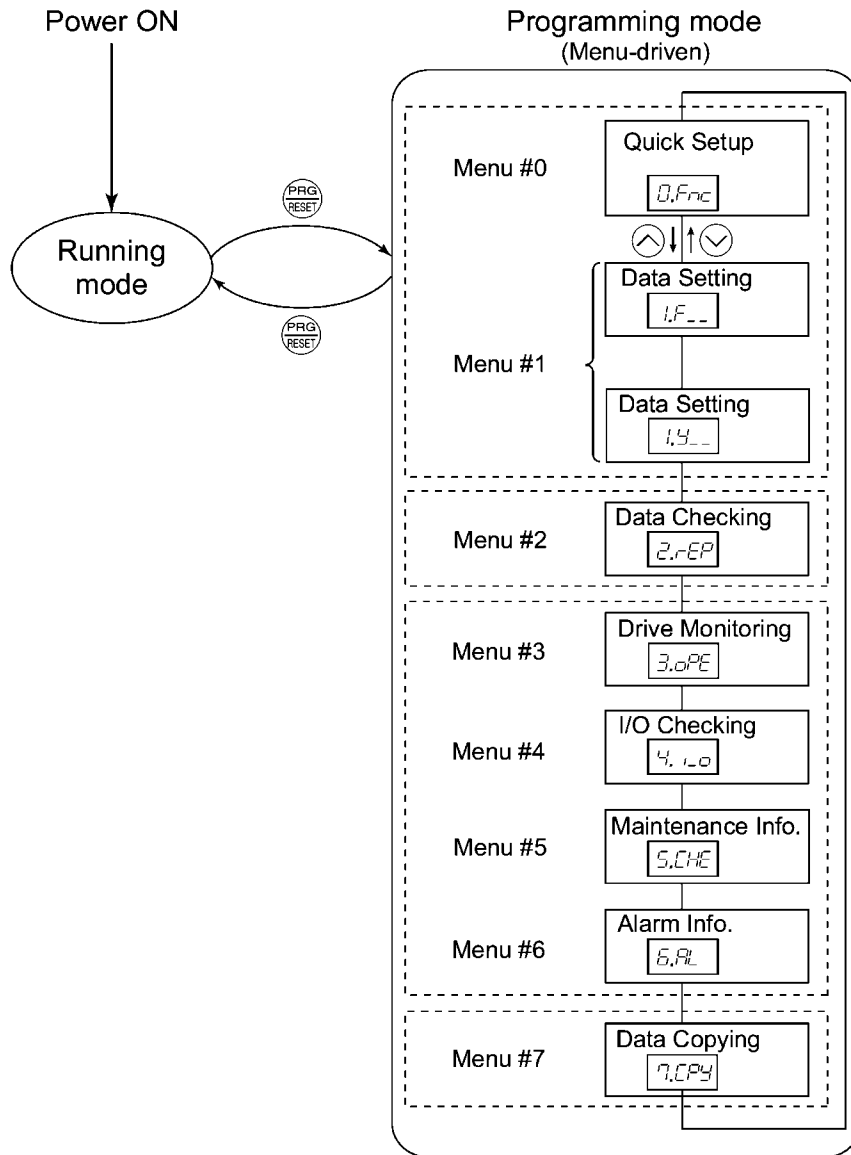 Power ON
Programming mode
(Menu-driven)
Running
mode
PRG
RESET
PRG
RESET
Menu #0
Quick Setup
0.Fnc
Menu #1
Data Setting
1.F__
Data Setting
1.y__
Menu #2
Data Checking
2.rEP
Menu #3
Drive Monitoring
3.oPE
Menu #4
I/O Checking
4.i_o
Menu #5
Maintenance Info.
5.CHE
Menu #6
Alarm Info.
6.AL
Menu #7
Data Copying
7.CPY